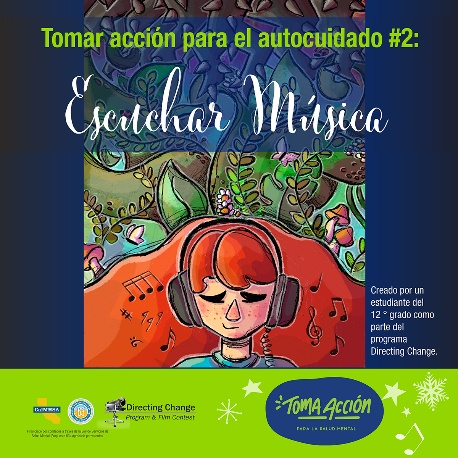 Tomar acción para el autocuidado #2:
Escuchar Música
Creado por un
estudiante del
12 ° grado como
parte del
programa
Directing Change.
CalMHSA
Directing Change
Program & Film Contest
TOMA ACCIÓN
PARA LA SALUD MENTAL